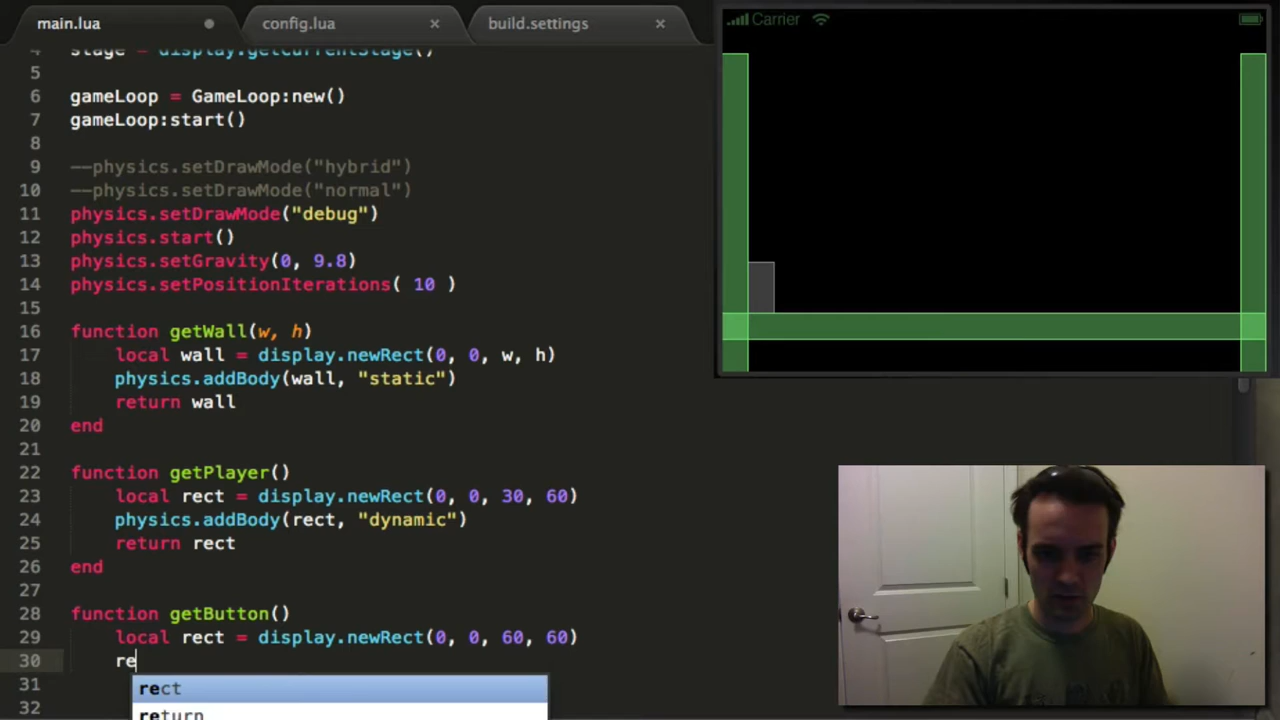 main.lua
config.lua ×
build.settings ×
Carrier
4 stage = display.getCurrentStage()
5
6 gameLoop = GameLoop:new()
7 gameLoop:start()
8
9 --physics.setDrawMode("hybrid")
10 --physics.setDrawMode("normal")
11 physics.setDrawMode("debug")
12 physics.start()
13 physics.setGravity(0, 9.8)
14 physics.setPositionIterations( 10 )
15
16 function getWall(w, h)
17 local wall = display.newRect(0, 0, w, h)
18 physics.addBody(wall, "static")
19 return wall
20 end
21
22 function getPlayer()
23 local rect = display.newRect(0, 0, 30, 60)
24 physics.addBody(rect, "dynamic")
25 return rect
26 end
27
28 function getButton()
29 local rect = display.newRect(0, 0, 60, 60)
30 re
31 rect
32 return